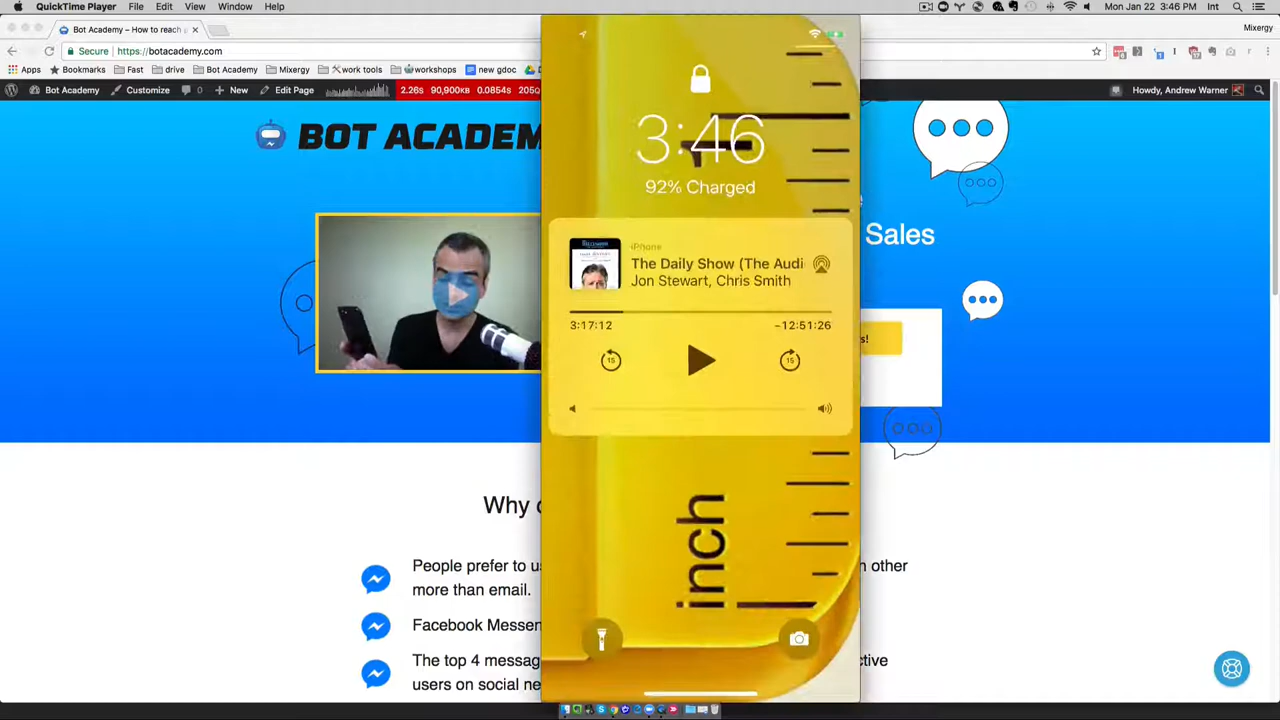 QuickTime Player File Edit View Window Help
Mon Jan 22 3:46 PM Int
Bot Academy – How to reach
Mixergy
Secure https://botacademy.com
Apps Bookmarks Fast drive Bot Academy Mixergy work tools workshops new gdoc
Bot Academy Customize 0 New Edit Page 2.26s 90,900KB 0.0854s 205Q
Howdy, Andrew Warner
BOT ACADEM
Sales
s!
3:46
92% Charged
1
iPhone
The Daily Show (The Audi
Jon Stewart, Chris Smith
3:17:12 -12:51:26
15 15
inch
Why
People prefer to u
other
more than email.
Facebook Messen
The top 4 messag
ctive
users on social ne